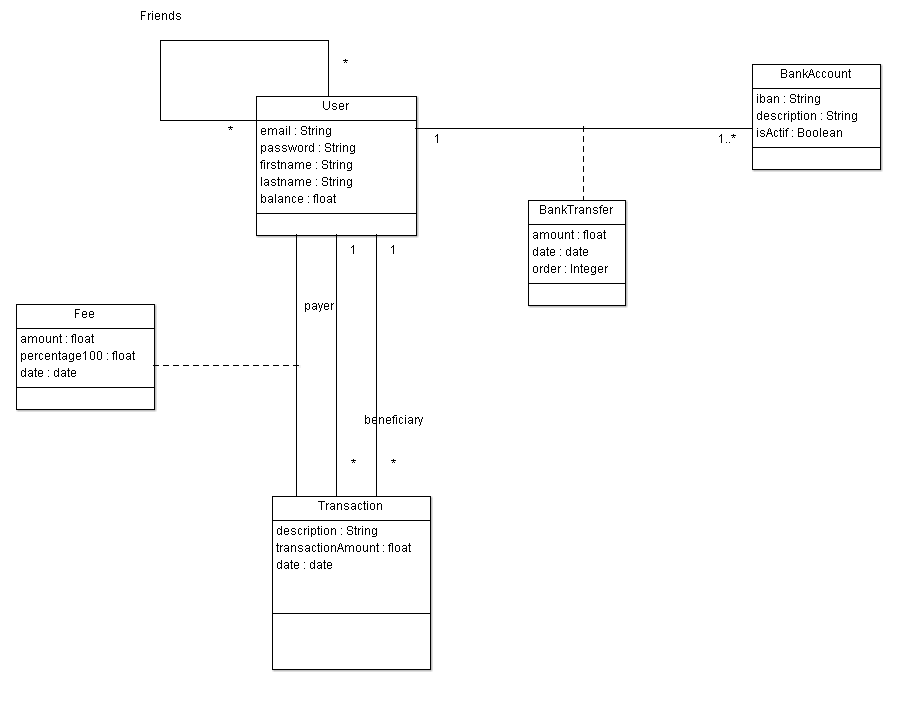 Friends
*
*
User
email : String
password : String
firstname : String
lastname : String
balance : float
1
1..*
BankAccount
iban : String
description : String
isActif : Boolean
BankTransfer
amount : float
date : date
order : Integer
1
1
payer
Fee
amount : float
percentage100 : float
date : date
beneficiary
*
*
Transaction
description : String
transactionAmount : float
date : date